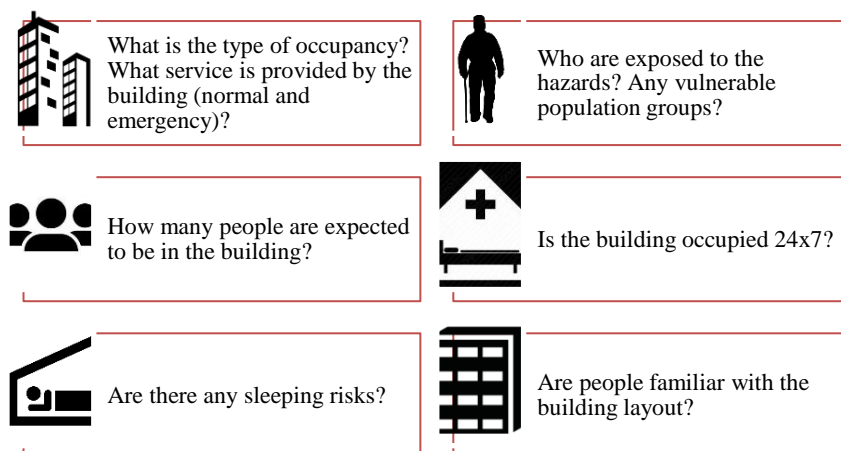 What is the type of occupancy?
What service is provided by the
building (normal and
emergency)?
Who are exposed to the
hazards? Any vulnerable
population groups?
How many people are expected
to be in the building?
Is the building occupied 24x7?
Are there any sleeping risks?
Are people familiar with the
building layout?